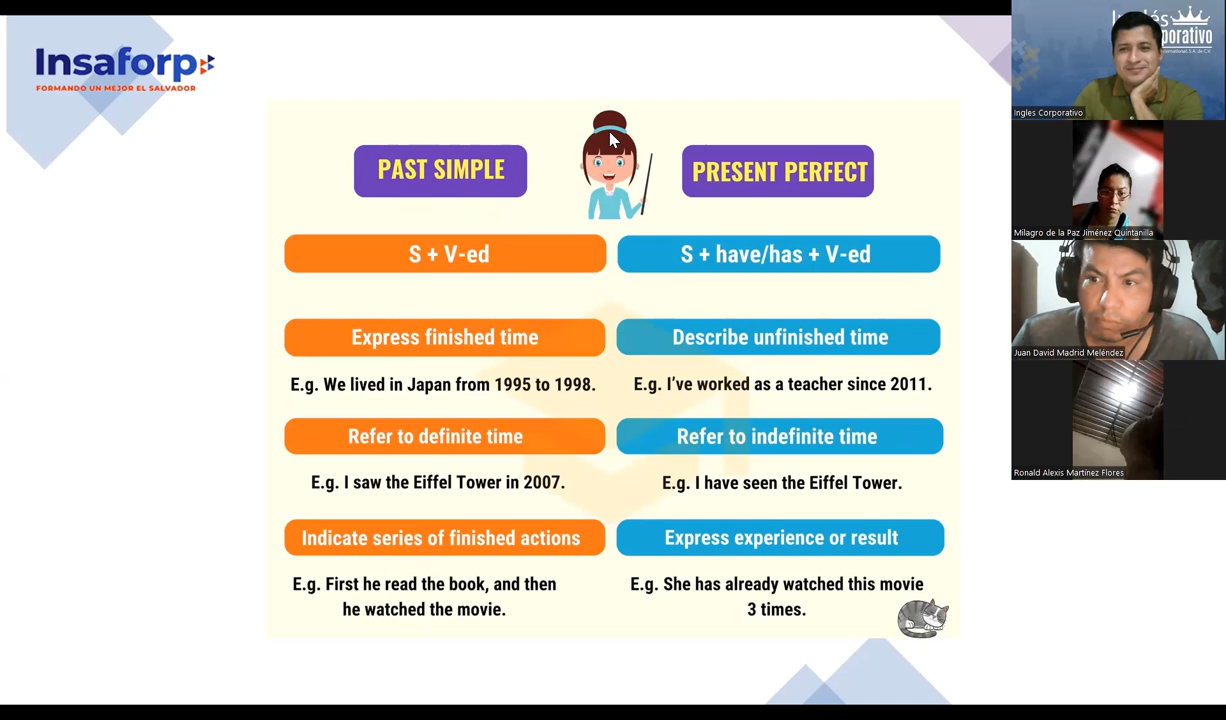 Insaforp
FORMANDO UN MEJOR EL SALVADOR
PAST SIMPLE
PRESENT PERFECT
S + V-ed
S + have/has + V-ed
Express finished time
Describe unfinished time
E.g. We lived in Japan from 1995 to 1998.
E.g. I've worked as a teacher since 2011.
Refer to definite time
Refer to indefinite time
E.g. I saw the Eiffel Tower in 2007.
E.g. I have seen the Eiffel Tower.
Indicate series of finished actions
Express experience or result
E.g. First he read the book, and then
he watched the movie.
E.g. She has already watched this movie
3 times.
Ingles Corporativo
Milagro de la Paz Jiménez Quintanilla
Juan David Madrid Meléndez
Ronald Alexis Martínez Flores